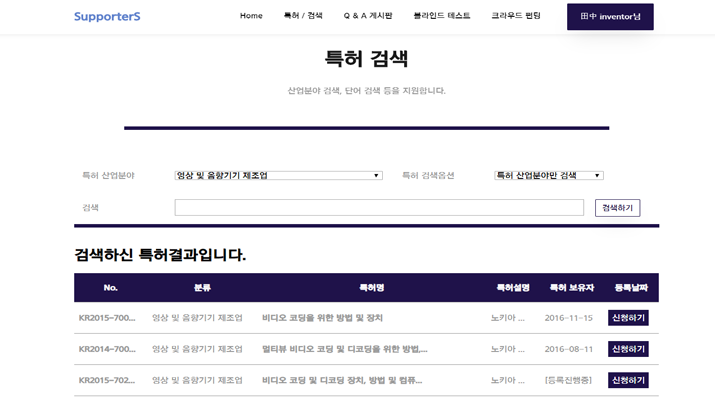 SupporterS Home 특허 / 검색 Q & A 게시판 블라인드 테스트 크라우드 펀딩 田中 inventor님
특허 검색
산업분야 검색, 단어 검색 등을 지원합니다.
특허 산업분야 영상 및 음향기기 제조업 특허 검색옵션 특허 산업분야만 검색
검색 검색하기
검색하신 특허결과입니다.
No. 분류 특허명 특허설명 특허 보유자 등록날짜
KR2015-700... 영상 및 음향기기 제조업 비디오 코딩을 위한 방법 및 장치 노키아 ... 2016-11-15 신청하기
KR2014-700... 영상 및 음향기기 제조업 멀티뷰 비디오 코딩 및 디코딩을 위한 방법,... 노키아 ... 2016-08-11 신청하기
KR2015-702... 영상 및 음향기기 제조업 비디오 코딩 및 디코딩 장치, 방법 및 컴퓨... 노키아 ... [등록진행중] 신청하기